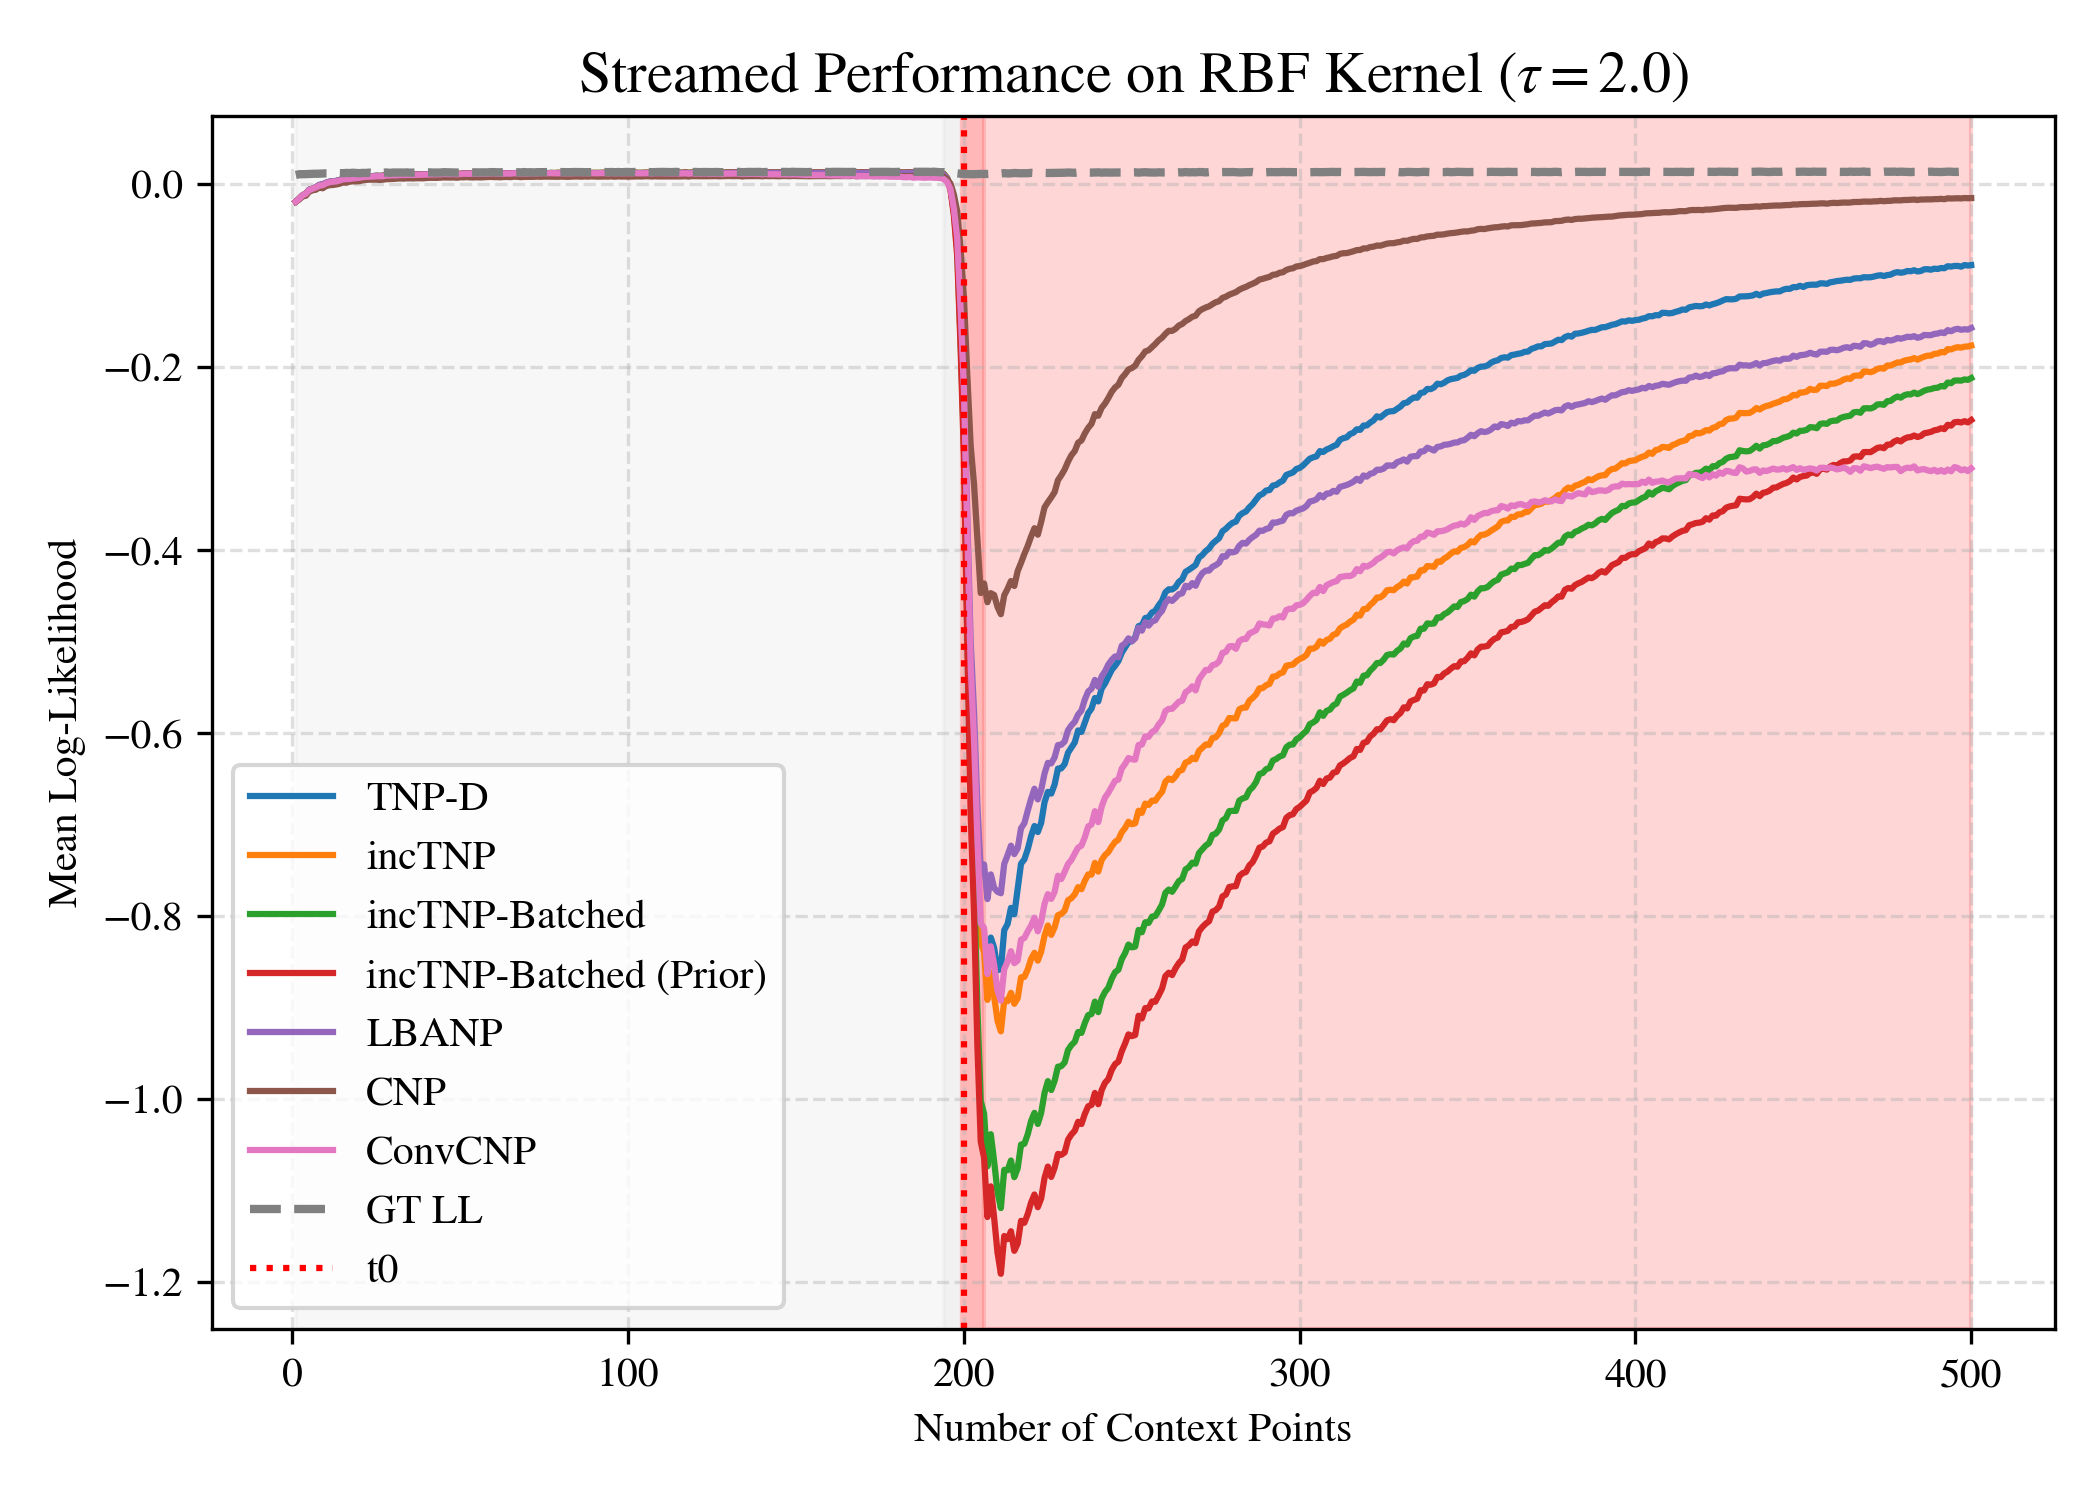 Streamed Performance on RBF Kernel (τ = 2.0)
Mean Log-Likelihood
0.0
−0.2
−0.4
−0.6
−0.8
−1.0
−1.2
TNP-D
incTNP
incTNP-Batched
incTNP-Batched (Prior)
LBANP
CNP
ConvCNP
GT LL
t0
0 100 200 300 400 500
Number of Context Points